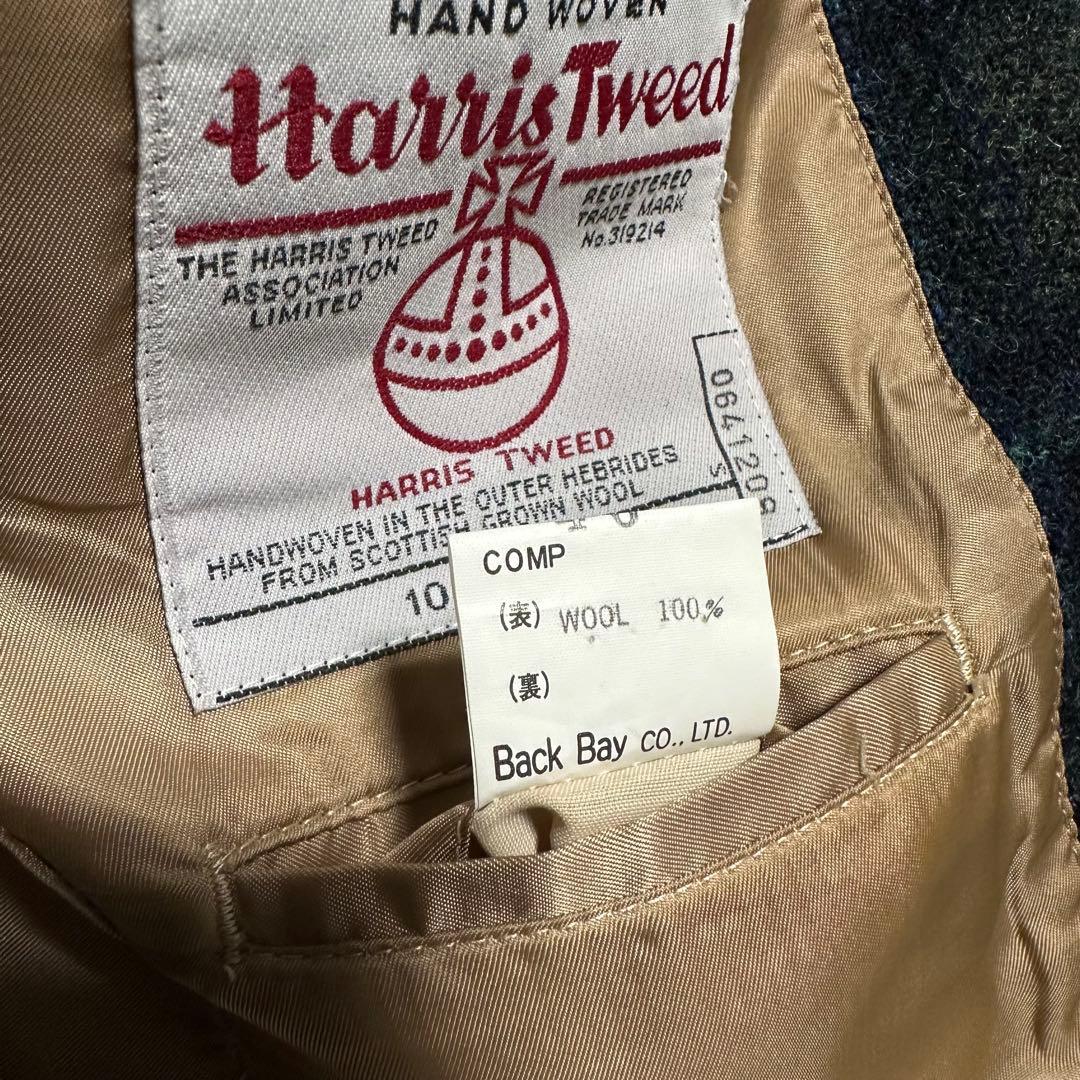 HAND WOVEN
Harris Tweed
THE HARRIS TWEED
ASSOCIATION
LIMITED
REGISTERED
TRADE MARK
No.319214
HARRIS TWEED
HANDWOVEN IN THE OUTER HEBRIDES
FROM SCOTTISH GROWN WOOL
0641209
S
10
COMP
(表) WOOL 100%
(裏)
Back Bay CO., LTD.